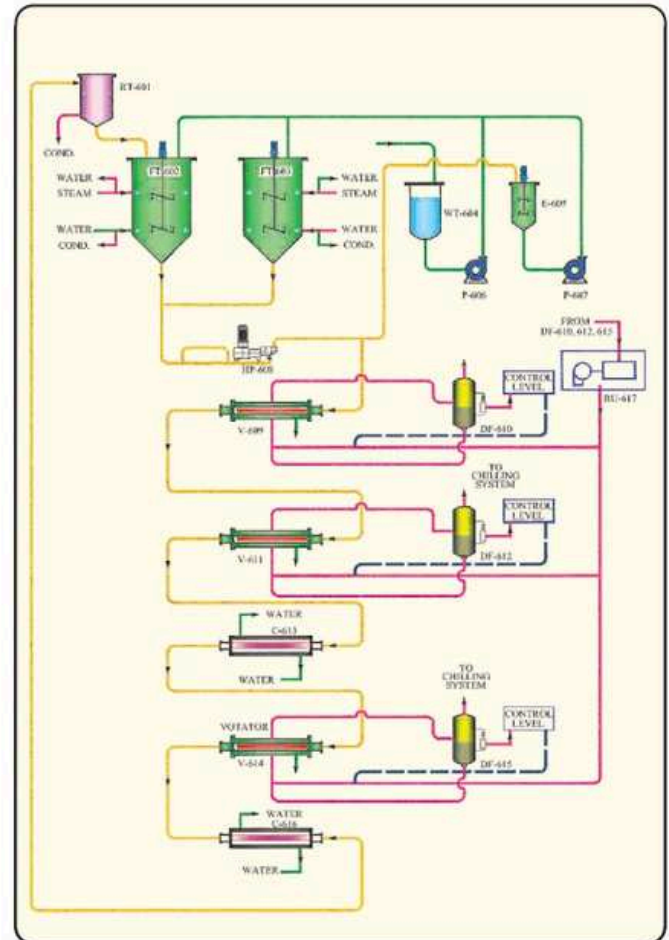 RT-601
COND.
FT-602
FT-603
WATER
STEAM
WATER
COND.
WATER
STEAM
WATER
COND.
WT-604
E-605
P-606
P-607
HP-608
FROM
DF-610, 612, 615
RU-617
V-609
DF-610
CONTROL
LEVEL
TO
CHILLING
SYSTEM
V-611
DF-612
CONTROL
LEVEL
WATER
C-613
WATER
TO
CHILLING
SYSTEM
VOTATOR
V-614
DF-615
CONTROL
LEVEL
WATER
C-616
WATER